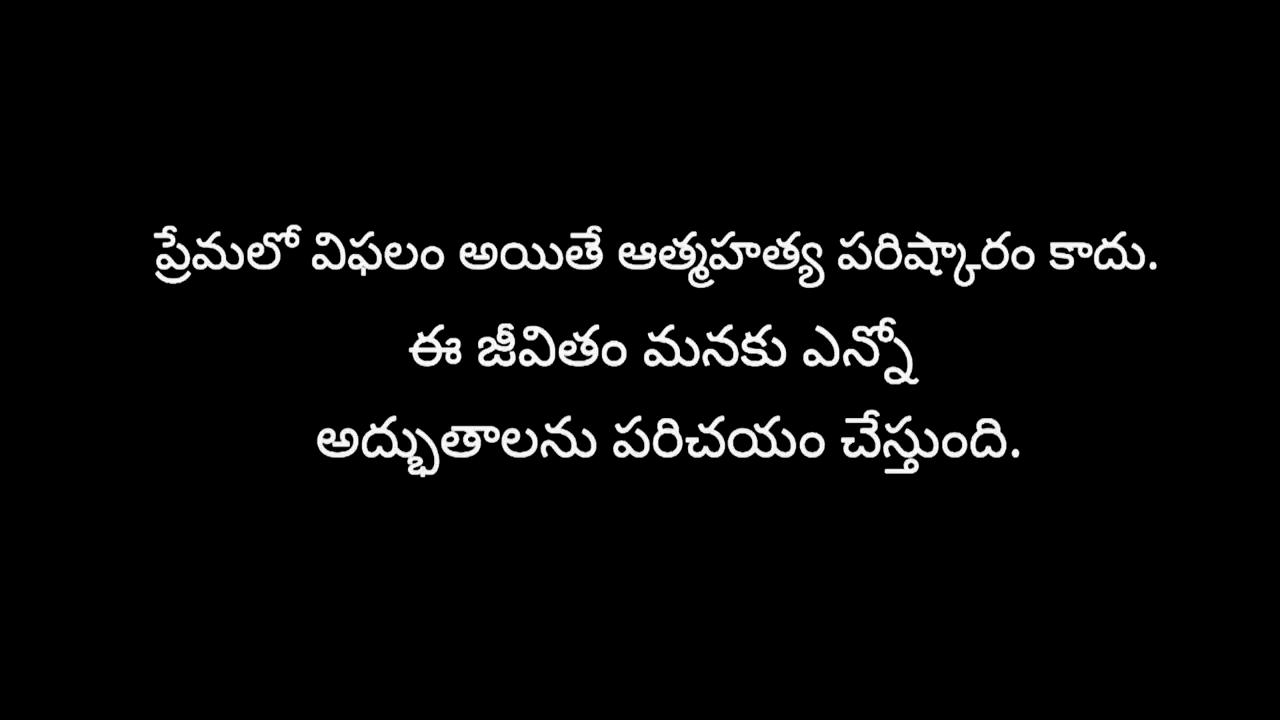 ప్రేమలో విఫలం అయితే ఆత్మహత్య పరిష్కారం కాదు.
ఈ జీవితం మనకు ఎన్నో
అద్భుతాలను పరిచయం చేస్తుంది.